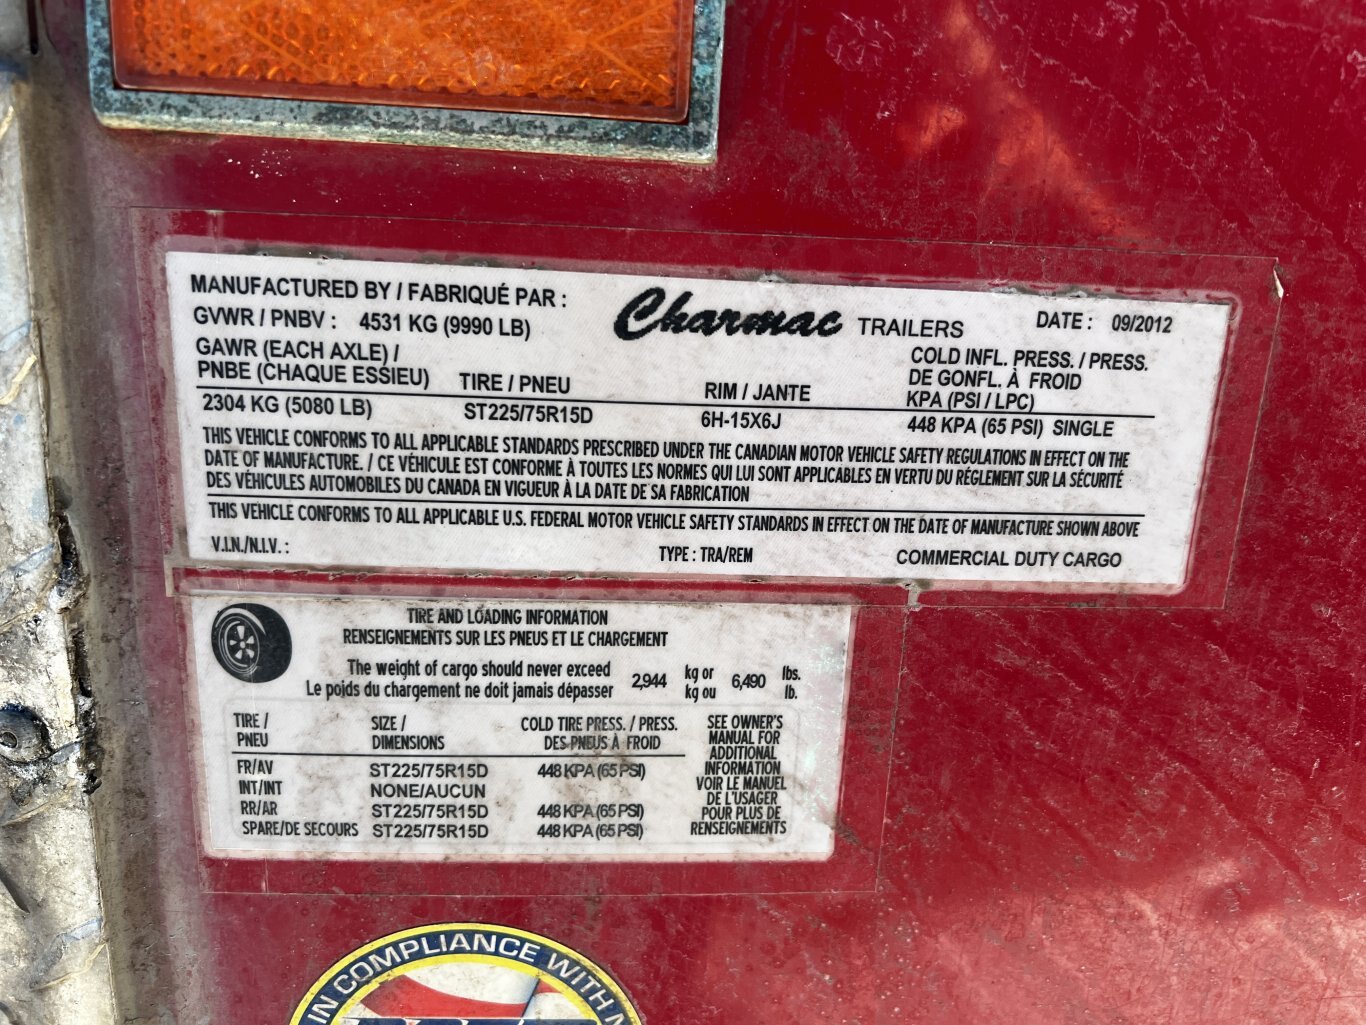 MANUFACTURED BY / FABRIQUÉ PAR : Charmac TRAILERS DATE : 09/2012
GVWR / PNBV : 4531 KG (9990 LB)
GAWR (EACH AXLE) /
PNBE (CHAQUE ESSIEU) TIRE / PNEU RIM / JANTE COLD INFL. PRESS. / PRESS.
DE GONFL. À FROID
KPA (PSI / LPC)
2304 KG (5080 LB) ST225/75R15D 6H-15X6J 448 KPA (65 PSI) SINGLE
THIS VEHICLE CONFORMS TO ALL APPLICABLE STANDARDS PRESCRIBED UNDER THE CANADIAN MOTOR VEHICLE SAFETY REGULATIONS IN EFFECT ON THE
DATE OF MANUFACTURE. / CE VÉHICULE EST CONFORME À TOUTES LES NORMES QUI LUI SONT APPLICABLES EN VERTU DU RÉGLEMENT SUR LA SÉCURITÉ
DES VÉHICULES AUTOMOBILES DU CANADA EN VIGUEUR À LA DATE DE SA FABRICATION
THIS VEHICLE CONFORMS TO ALL APPLICABLE U.S. FEDERAL MOTOR VEHICLE SAFETY STANDARDS IN EFFECT ON THE DATE OF MANUFACTURE SHOWN ABOVE
V.I.N./N.I.V. : TYPE : TRA/REM COMMERCIAL DUTY CARGO
TIRE AND LOADING INFORMATION
RENSEIGNEMENTS SUR LES PNEUS ET LE CHARGEMENT
The weight of cargo should never exceed 2,944 kg or 6,490 lbs.
Le poids du chargement ne doit jamais dépasser kg ou lb.
TIRE / SIZE / COLD TIRE PRESS. / PRESS.
PNEU DIMENSIONS DES PNEUS À FROID
FR/AV ST225/75R15D 448 KPA (65 PSI)
INT/INT NONE/AUCUN
RR/AR ST225/75R15D 448 KPA (65 PSI)
SPARE/DE SECOURS ST225/75R15D 448 KPA (65 PSI)
SEE OWNER'S
MANUAL FOR
ADDITIONAL
INFORMATION
VOIR LE MANUEL
DE L'USAGER
POUR PLUS DE
RENSEIGNEMENTS
IN COMPLIANCE WITH